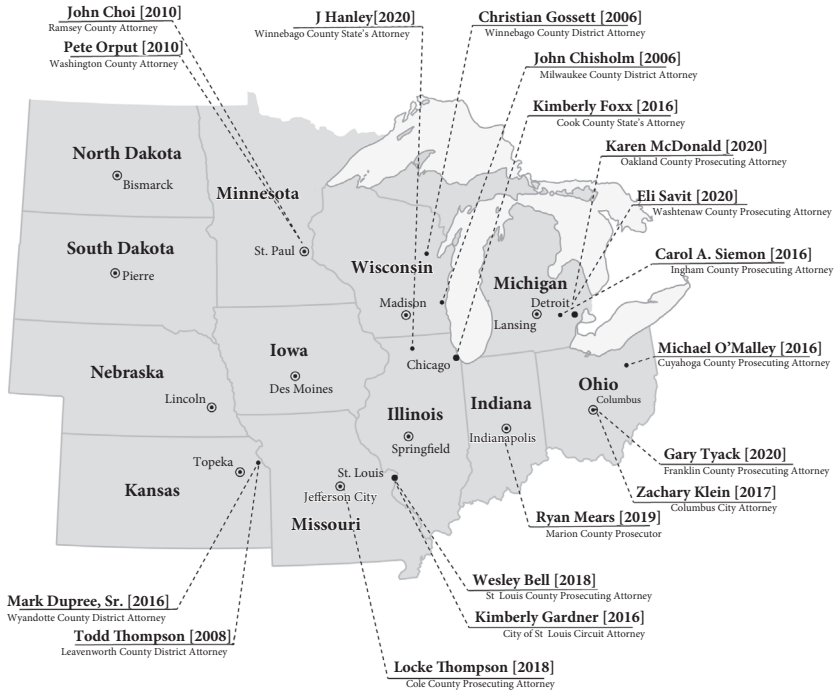 John Choi [2010]
Ramsey County Attorney
Pete Orput [2010]
Washington County Attorney
J Hanley[2020]
Winnebago County State's Attorney
Christian Gossett [2006]
Winnebago County District Attorney
John Chisholm [2006]
Milwaukee County District Attorney
Kimberly Foxx [2016]
Cook County State's Attorney
Karen McDonald [2020]
Oakland County Prosecuting Attorney
Eli Savit [2020]
Washtenaw County Prosecuting Attorney
Carol A. Siemon [2016]
Ingham County Prosecuting Attorney
Michael O'Malley [2016]
Cuyahoga County Prosecuting Attorney
North Dakota
Bismarck
Minnesota
St. Paul
South Dakota
Pierre
Wisconsin
Madison
Michigan
Detroit
Lansing
Iowa
Des Moines
Nebraska
Lincoln
Chicago
Illinois
Springfield
Indiana
Indianapolis
Ohio
Columbus
Topeka
Kansas
St. Louis
Jefferson City
Missouri
Gary Tyack [2020]
Franklin County Prosecuting Attorney
Zachary Klein [2017]
Columbus City Attorney
Ryan Mears [2019]
Marion County Prosecutor
Wesley Bell [2018]
St Louis County Prosecuting Attorney
Kimberly Gardner [2016]
City of St Louis Circuit Attorney
Mark Dupree, Sr. [2016]
Wyandotte County District Attorney
Todd Thompson [2008]
Leavenworth County District Attorney
Locke Thompson [2018]
Cole County Prosecuting Attorney